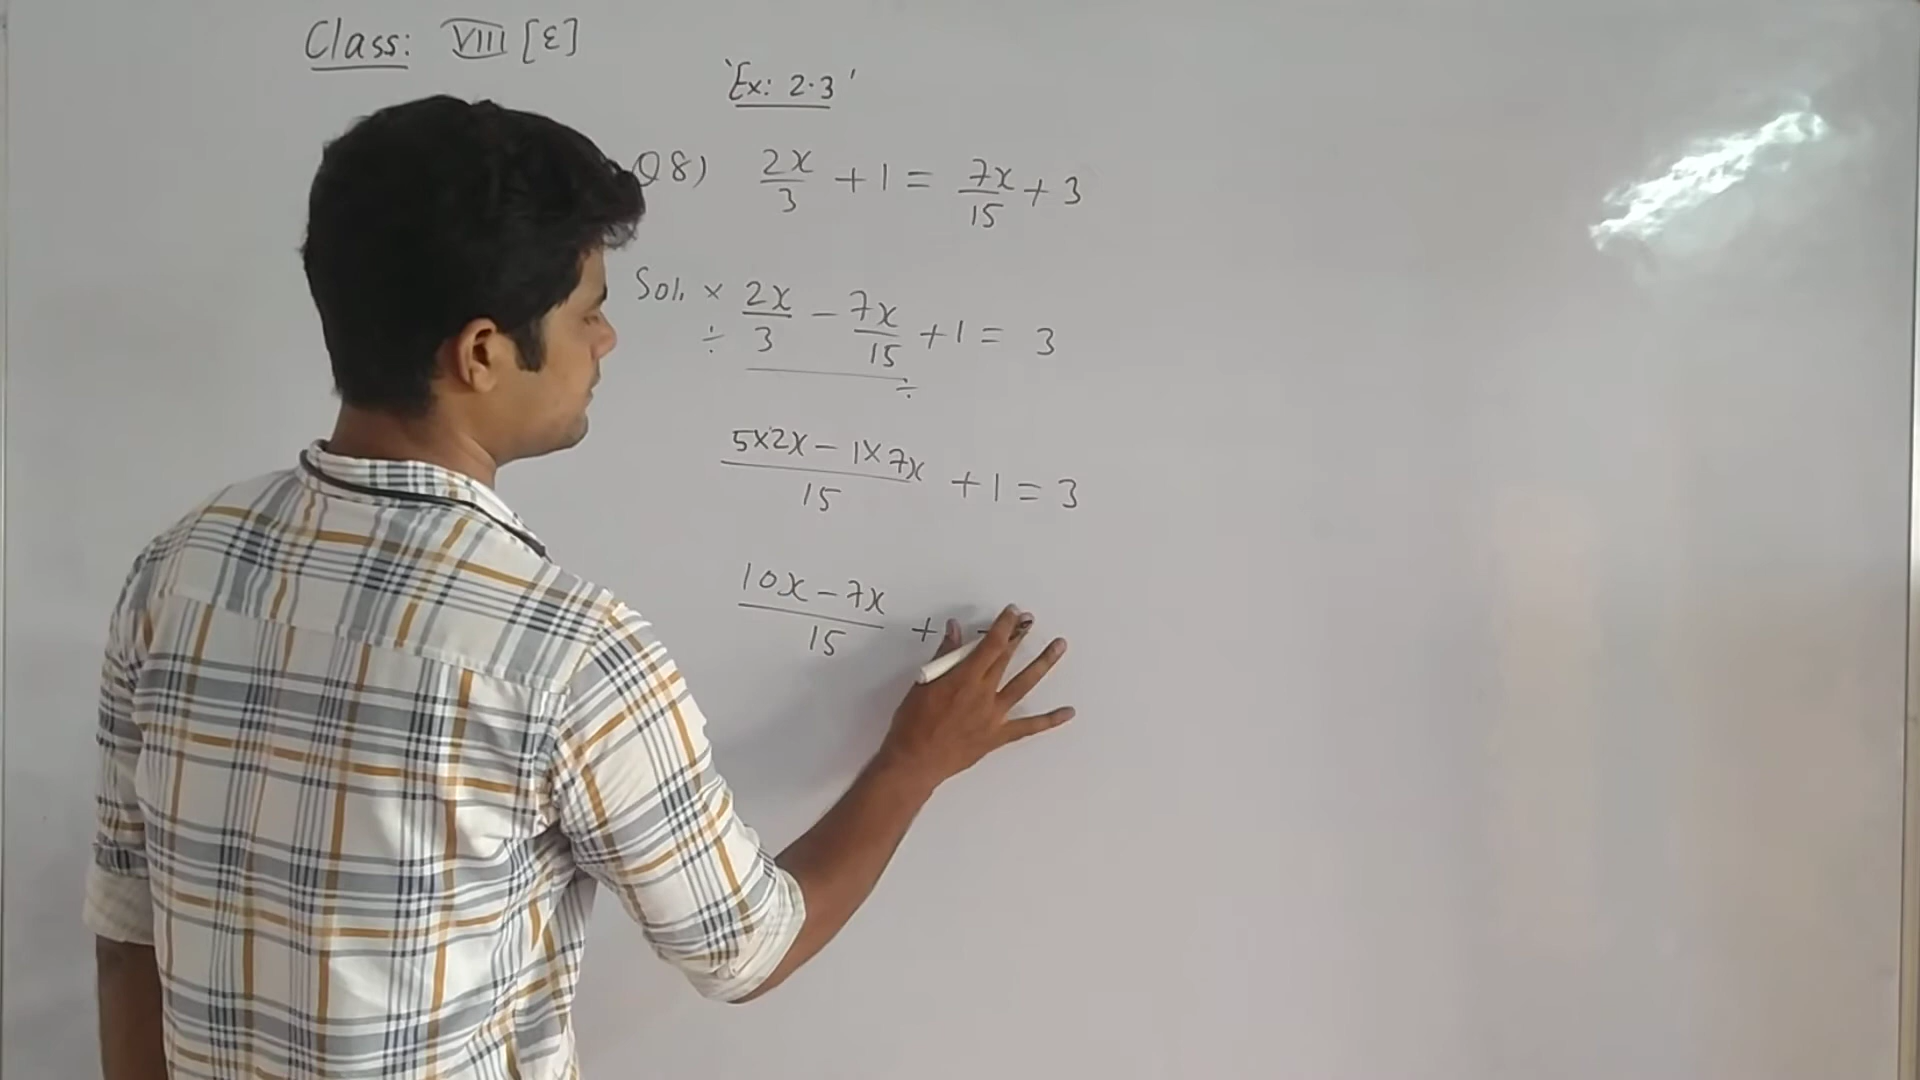 Class: VIII [E]
'Ex: 2.3'
Q8) 2x/3 + 1 = 7x/15 + 3
Sol. × 2x/3 − 7x/15 + 1 = 3
÷ ÷
5×2x − 1×7x/15 + 1 = 3
10x − 7x/15 +